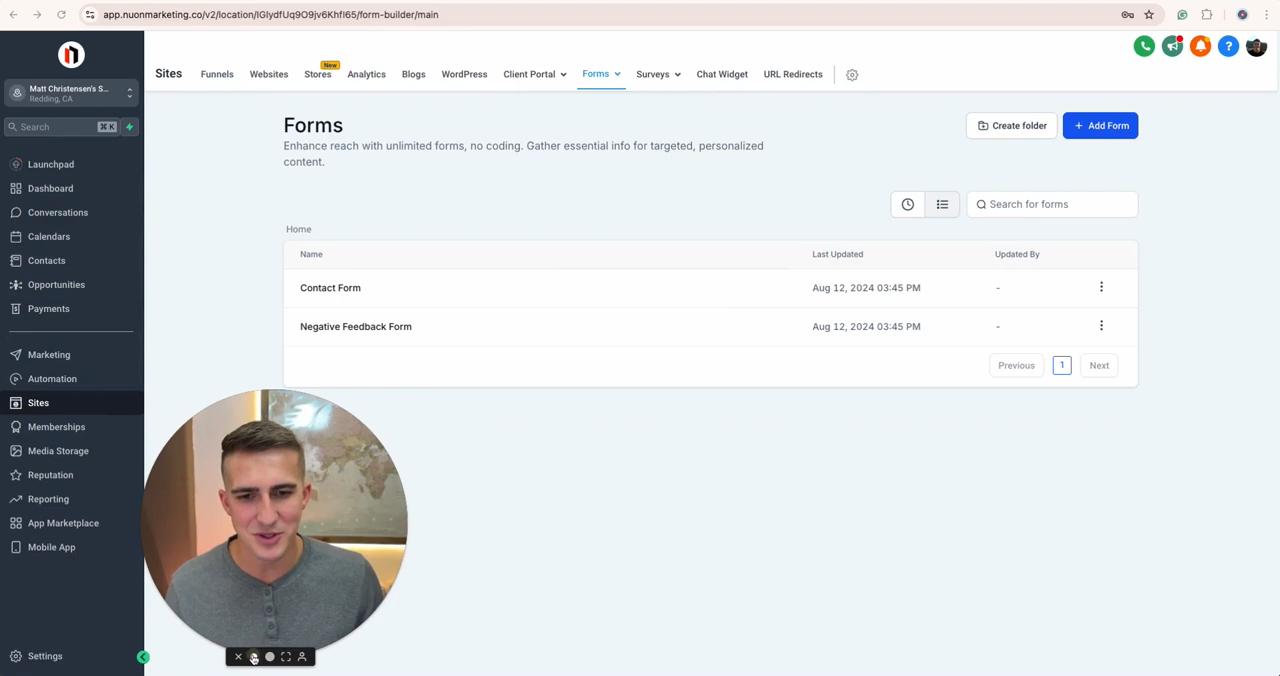 app.nuonmarketing.co/v2/location/IGlydfUq9O9jv6KhfI65/form-builder/main
Matt Christensen's S...
Redding, CA
Search
⌘ K
Launchpad
Dashboard
Conversations
Calendars
Contacts
Opportunities
Payments
Marketing
Automation
Sites
Memberships
Media Storage
Reputation
Reporting
App Marketplace
Mobile App
Settings
New
Sites Funnels Websites Stores Analytics Blogs WordPress Client Portal Forms Surveys Chat Widget URL Redirects
Forms
Enhance reach with unlimited forms, no coding. Gather essential info for targeted, personalized
content.
Create folder
+ Add Form
Search for forms
Home
Name Last Updated Updated By
Contact Form Aug 12, 2024 03:45 PM -
Negative Feedback Form Aug 12, 2024 03:45 PM -
Previous 1 Next